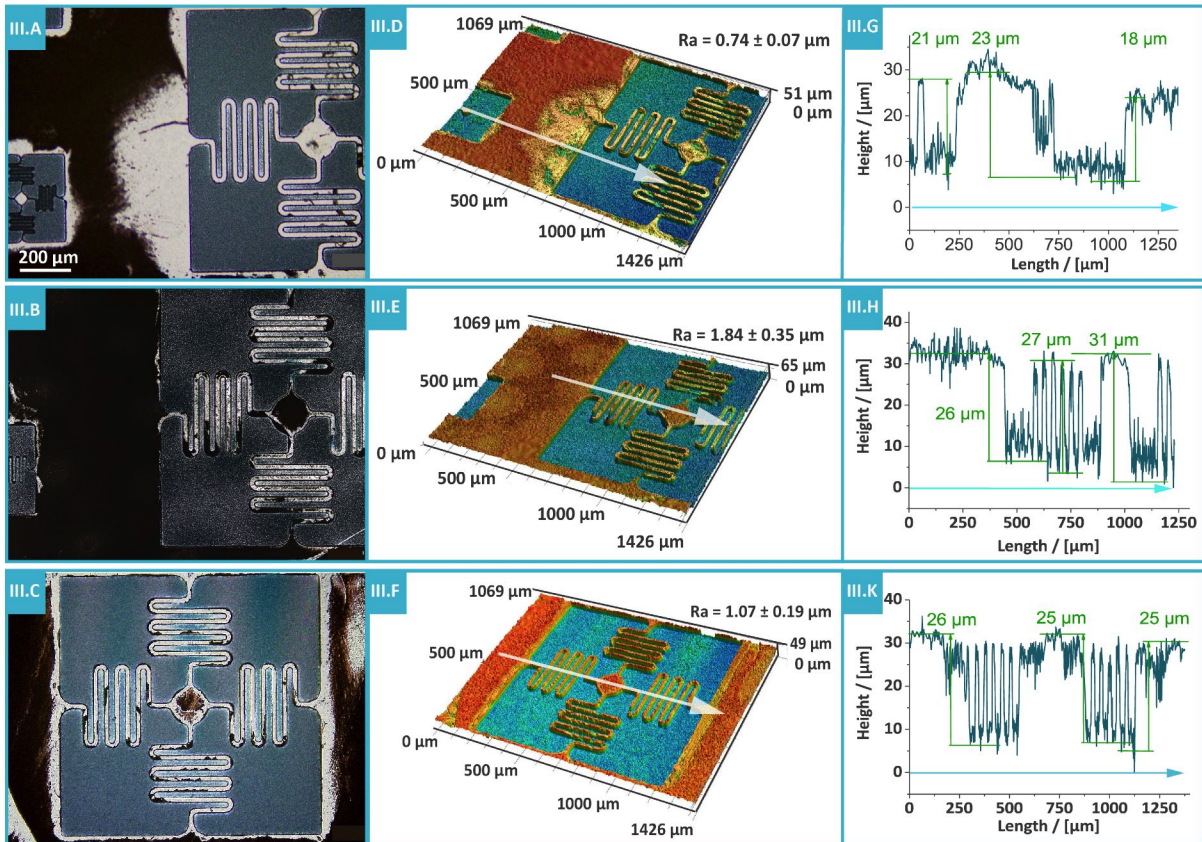 III.A
200 µm
III.D
1069 µm
Ra = 0.74 ± 0.07 µm
500 µm
51 µm
0 µm
0 µm
500 µm
1000 µm
1426 µm
III.G
21 µm
23 µm
18 µm
Height / [µm]
30
20
10
0
0
250
500
750
1000
1250
Length / [µm]
III.B
III.E
1069 µm
Ra = 1.84 ± 0.35 µm
500 µm
65 µm
0 µm
0 µm
500 µm
1000 µm
1426 µm
III.H
27 µm
31 µm
26 µm
Height / [µm]
40
30
20
10
0
0
250
500
750
1000
1250
Length / [µm]
III.C
III.F
1069 µm
Ra = 1.07 ± 0.19 µm
500 µm
49 µm
0 µm
0 µm
500 µm
1000 µm
1426 µm
III.K
26 µm
25 µm
25 µm
Height / [µm]
40
30
20
10
0
0
250
500
750
1000
1250
Length / [µm]